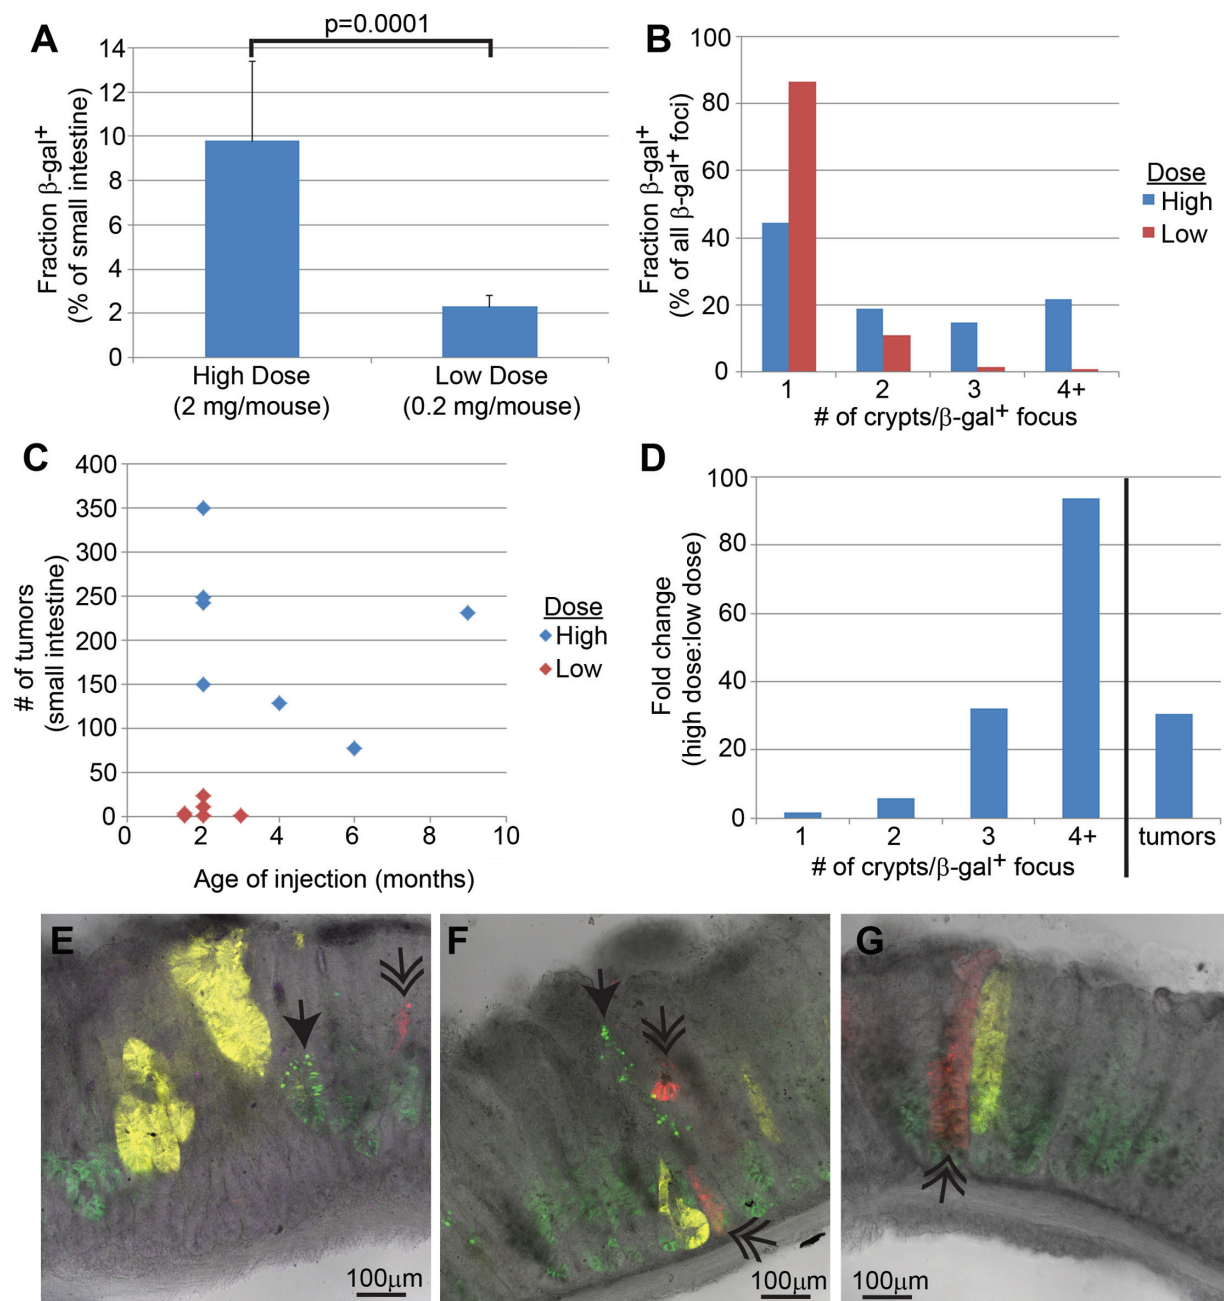 A
p=0.0001
14
12
10
8
6
4
2
0
Fraction β-gal+
(% of small intestine)
High Dose
(2 mg/mouse)
Low Dose
(0.2 mg/mouse)
B
100
80
60
40
20
0
Fraction β-gal+
(% of all β-gal+ foci)
1 2 3 4+
# of crypts/β-gal+ focus
Dose
High
Low
C
400
350
300
250
200
150
100
50
0
# of tumors
(small intestine)
0 2 4 6 8 10
Age of injection (months)
Dose
High
Low
D
100
80
60
40
20
0
Fold change
(high dose:low dose)
1 2 3 4+ tumors
# of crypts/β-gal+ focus
E
100μm
F
100μm
G
100μm